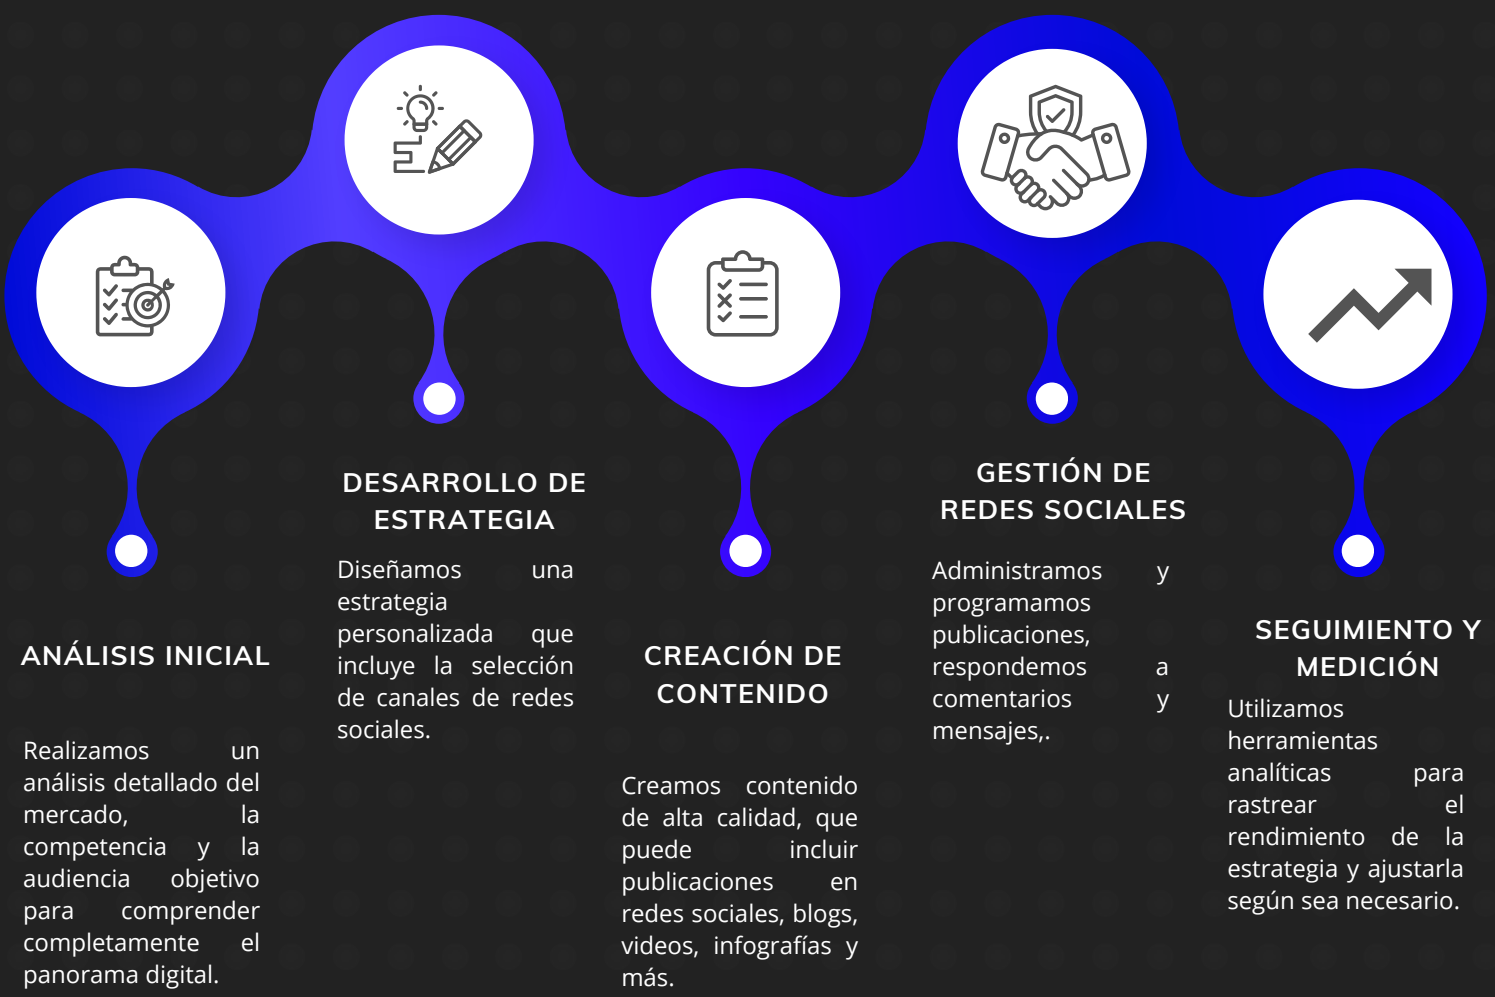 ANÁLISIS INICIAL
Realizamos un
análisis detallado del
mercado, la
competencia y la
audiencia objetivo
para comprender
completamente el
panorama digital.
DESARROLLO DE
ESTRATEGIA
Diseñamos una
estrategia
personalizada que
incluye la selección
de canales de redes
sociales.
CREACIÓN DE
CONTENIDO
Creamos contenido
de alta calidad, que
puede incluir
publicaciones en
redes sociales, blogs,
videos, infografías y
más.
GESTIÓN DE
REDES SOCIALES
Administramos y
programamos
publicaciones,
respondemos a
comentarios y
mensajes,.
SEGUIMIENTO Y
MEDICIÓN
Utilizamos
herramientas
analíticas para
rastrear el
rendimiento de la
estrategia y ajustarla
según sea necesario.